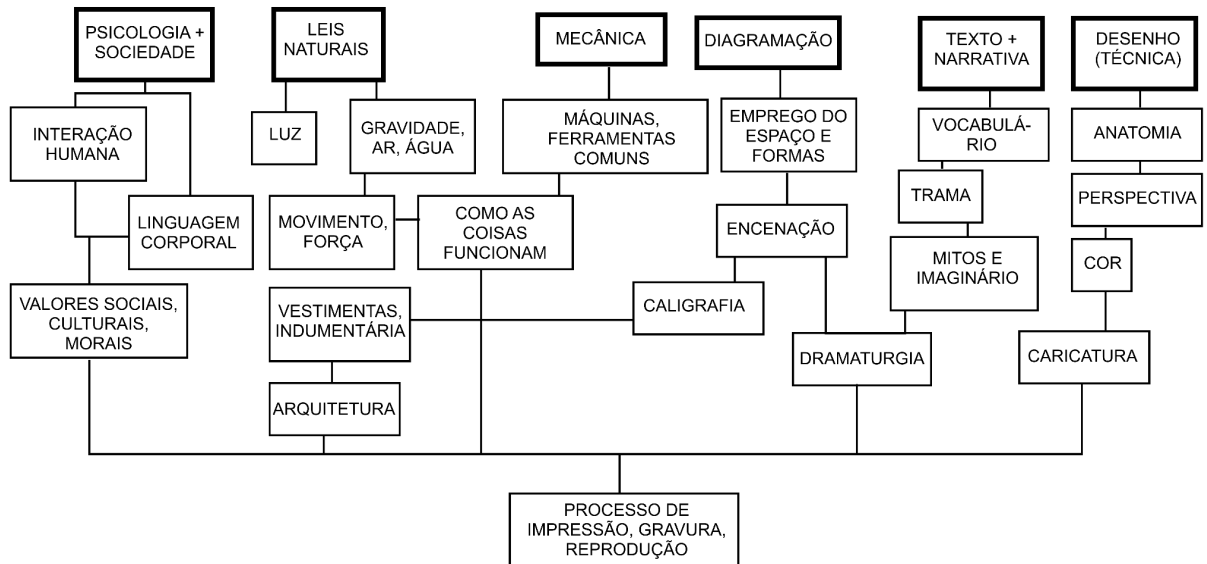 PSICOLOGIA +
SOCIEDADE
LEIS
NATURAIS
MECÂNICA
DIAGRAMAÇÃO
TEXTO +
NARRATIVA
DESENHO
(TÉCNICA)
INTERAÇÃO
HUMANA
LUZ
GRAVIDADE,
AR, ÁGUA
MÁQUINAS,
FERRAMENTAS
COMUNS
EMPREGO DO
ESPAÇO E
FORMAS
VOCABULÁ-
RIO
ANATOMIA
LINGUAGEM
CORPORAL
MOVIMENTO,
FORÇA
COMO AS
COISAS
FUNCIONAM
ENCENAÇÃO
TRAMA
PERSPECTIVA
MITOS E
IMAGINÁRIO
COR
VALORES SOCIAIS,
CULTURAIS,
MORAIS
VESTIMENTAS,
INDUMENTÁRIA
CALIGRAFIA
DRAMATURGIA
CARICATURA
ARQUITETURA
PROCESSO DE
IMPRESSÃO, GRAVURA,
REPRODUÇÃO